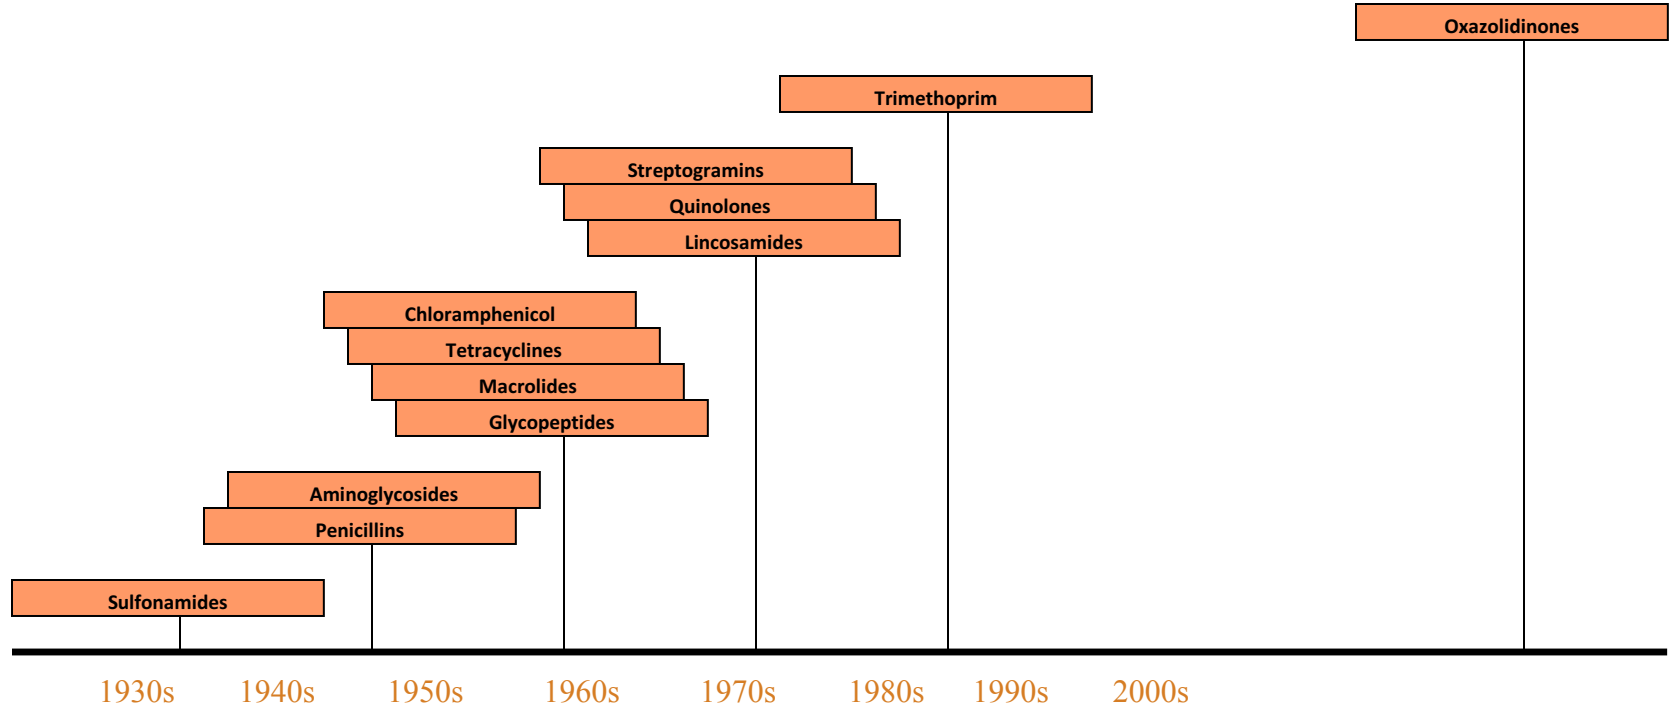 Oxazolidinones
Trimethoprim
Streptogramins
Quinolones
Lincosamides
Chloramphenicol
Tetracyclines
Macrolides
Glycopeptides
Aminoglycosides
Penicillins
Sulfonamides
1930s 1940s 1950s 1960s 1970s 1980s 1990s 2000s